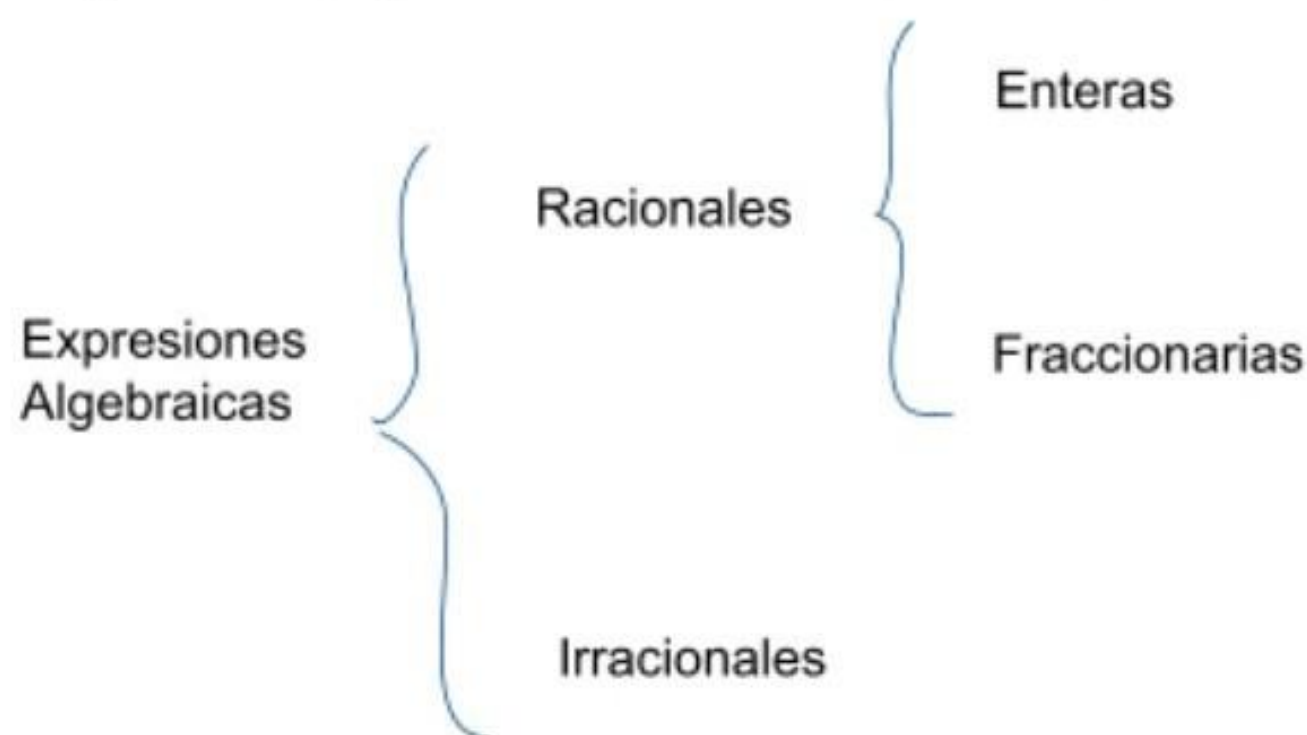 Enteras
Racionales
Expresiones
Algebraicas
Fraccionarias
Irracionales